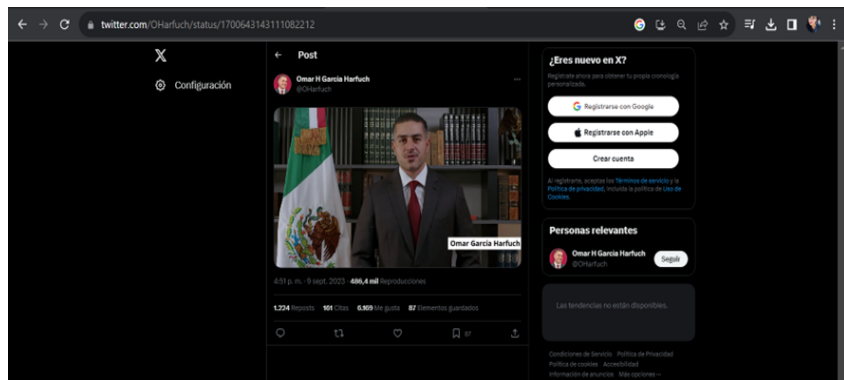 twitter.com/OHarfuch/status/1700643143111082212
X
Configuración
Post
Omar H Garcia Harfuch
@OHarfuch
Omar Garcia Harfuch
4:51 p. m. · 9 sept. 2023 · 486,4 mil Reproducciones
1.224 Reposts 161 Citas 6.169 Me gusta 87 Elementos guardados
87
¿Eres nuevo en X?
Regístrate ahora para obtener tu propia cronología
personalizada.
Registrarse con Google
Registrarse con Apple
Crear cuenta
Al registrarte, aceptas los Términos de servicio y la
Política de privacidad, incluida la política de Uso de
Cookies.
Personas relevantes
Omar H Garcia Harfuch
@OHarfuch
Seguir
Las tendencias no están disponibles.
Condiciones de Servicio Política de Privacidad
Política de cookies Accesibilidad
Información de anuncios Más opciones ···